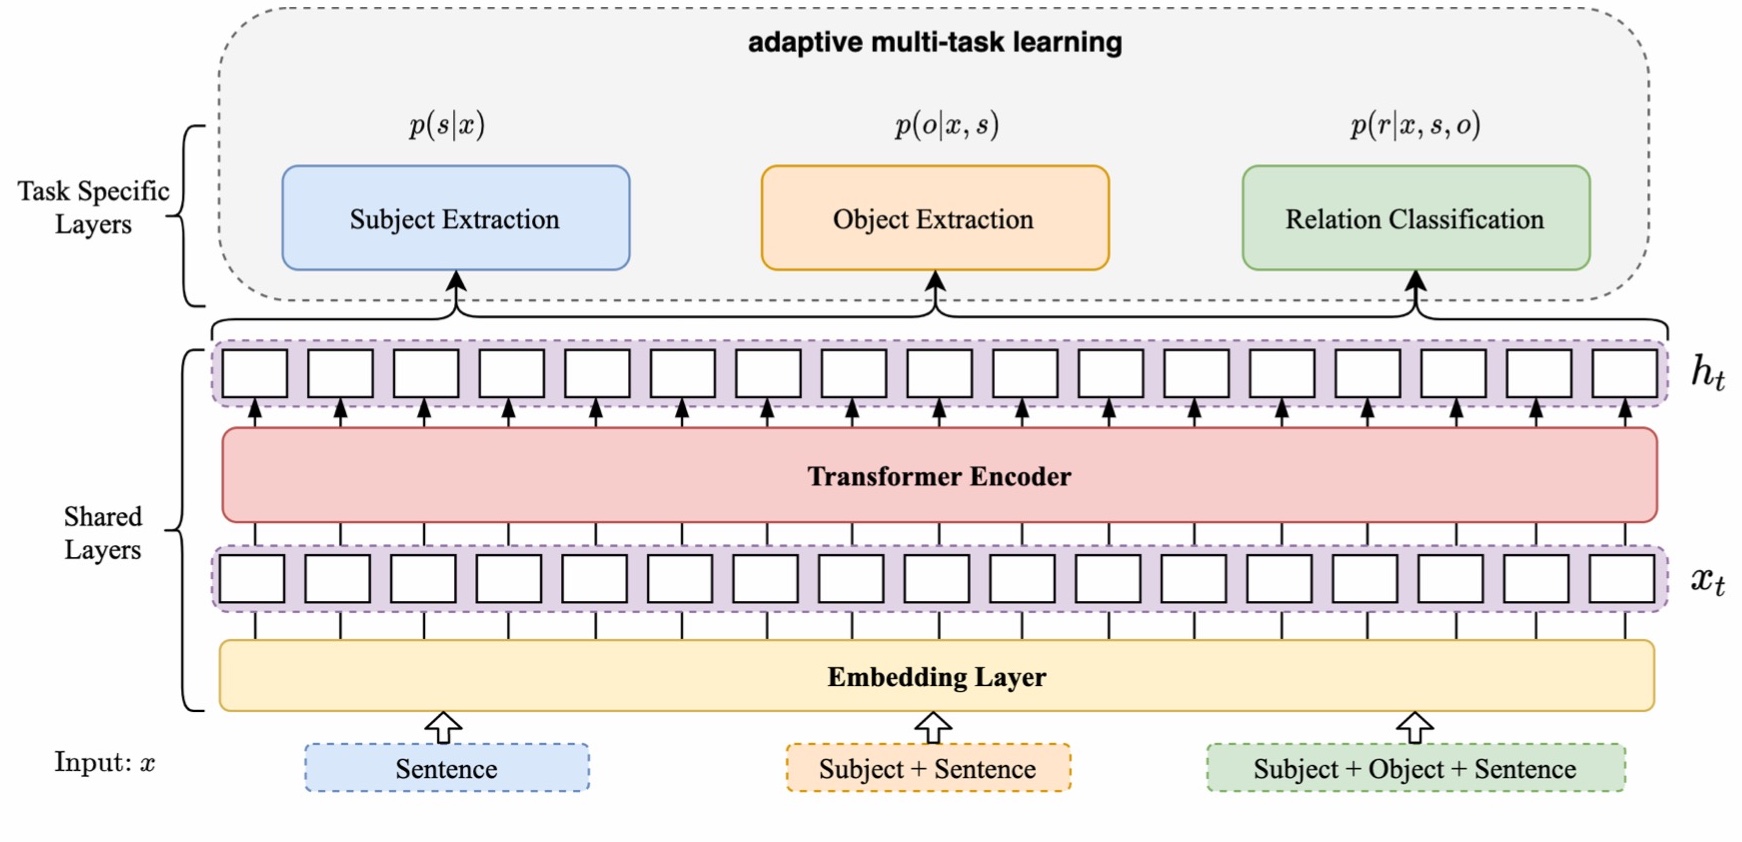 adaptive multi-task learning
p(s|x)
p(o|x, s)
p(r|x, s, o)
Task Specific
Layers
Subject Extraction
Object Extraction
Relation Classification
h_t
Transformer Encoder
Shared
Layers
x_t
Embedding Layer
Input: x
Sentence
Subject + Sentence
Subject + Object + Sentence